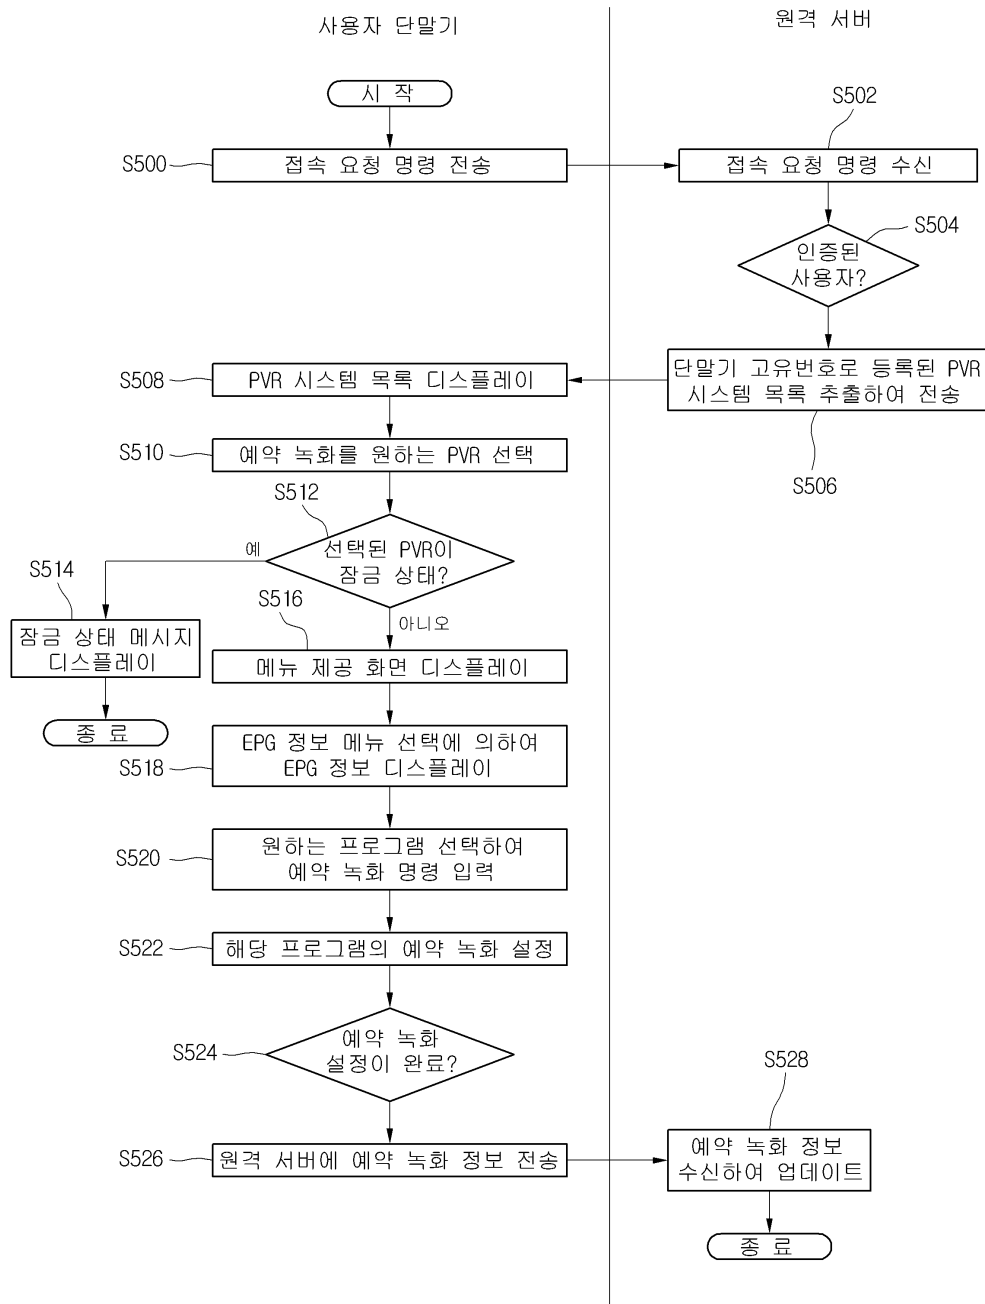 사용자 단말기
원격 서버
시 작
S502
S500
접속 요청 명령 전송
접속 요청 명령 수신
S504
인증된
사용자?
S508
PVR 시스템 목록 디스플레이
단말기 고유번호로 등록된 PVR
시스템 목록 추출하여 전송
S506
S510
예약 녹화를 원하는 PVR 선택
S512
선택된 PVR이
잠금 상태?
예
아니오
S514
잠금 상태 메시지
디스플레이
종 료
S516
메뉴 제공 화면 디스플레이
S518
EPG 정보 메뉴 선택에 의하여
EPG 정보 디스플레이
S520
원하는 프로그램 선택하여
예약 녹화 명령 입력
S522
해당 프로그램의 예약 녹화 설정
S524
예약 녹화
설정이 완료?
S526
원격 서버에 예약 녹화 정보 전송
S528
예약 녹화 정보
수신하여 업데이트
종 료